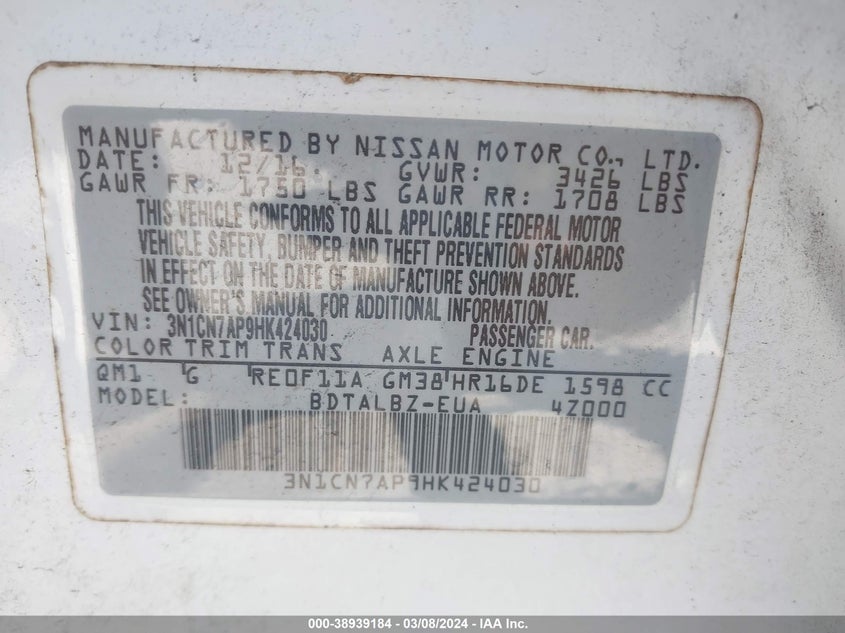 MANUFACTURED BY NISSAN MOTOR CO., LTD.
DATE: 12/16. GVWR: 3426 LBS
GAWR FR: 1750 LBS GAWR RR: 1708 LBS
THIS VEHICLE CONFORMS TO ALL APPLICABLE FEDERAL MOTOR
VEHICLE SAFETY, BUMPER AND THEFT PREVENTION STANDARDS
IN EFFECT ON THE DATE OF MANUFACTURE SHOWN ABOVE.
SEE OWNER'S MANUAL FOR ADDITIONAL INFORMATION.
VIN: 3N1CN7AP9HK424030 PASSENGER CAR.
COLOR TRIM TRANS AXLE ENGINE
QM1 G RE0F11A GM38 HR16DE 1598 CC
MODEL: BDTALBZ-EUA 4Z000
3N1CN7AP9HK424030
000-38939184 - 03/08/2024 - IAA Inc.